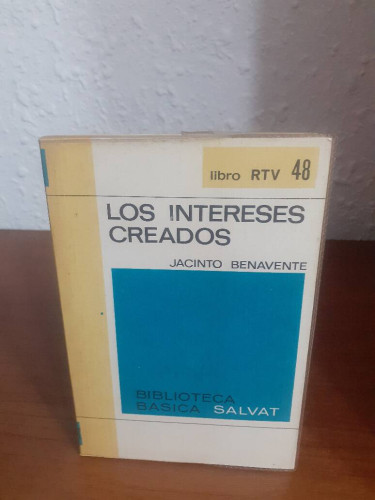 libro RTV 48
LOS INTERESES
CREADOS
JACINTO BENAVENTE
BIBLIOTECA
BASICA SALVAT